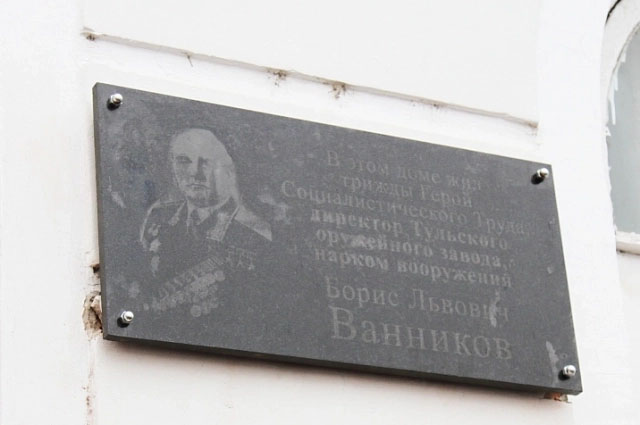 В этом доме жил
трижды Герой
Социалистического Труда,
директор Тульского
оружейного завода,
нарком вооружений
Борис Львович
Ванников